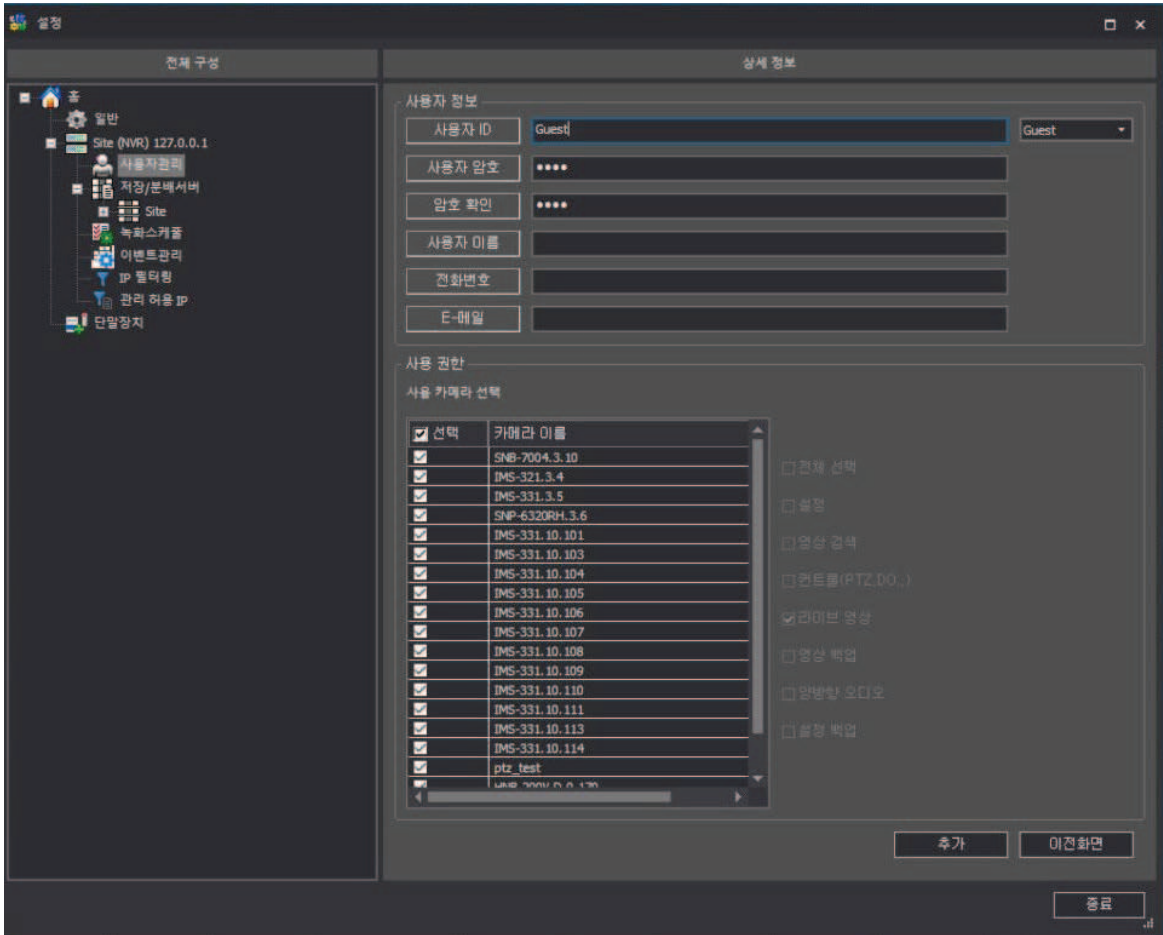 설정
전체 구성
상세 정보
홈
일반
Site (NVR) 127.0.0.1
사용자관리
저장/분배서버
Site
녹화스케줄
이벤트관리
IP 필터링
관리 허용 IP
단말장치
사용자 정보
사용자 ID Guest Guest
사용자 암호 ••••
암호 확인 ••••
사용자 이름
전화번호
E-메일
사용 권한
사용 카메라 선택
선택 카메라 이름
SNB-7004.3.10
IMS-321.3.4
IMS-331.3.5
SNP-6320RH.3.6
IMS-331.10.101
IMS-331.10.103
IMS-331.10.104
IMS-331.10.105
IMS-331.10.106
IMS-331.10.107
IMS-331.10.108
IMS-331.10.109
IMS-331.10.110
IMS-331.10.111
IMS-331.10.113
IMS-331.10.114
ptz_test
전체 선택
설정
영상 검색
컨트롤(PTZ,DO..)
라이브 영상
영상 백업
양방향 오디오
설정 백업
추가
이전화면
종료